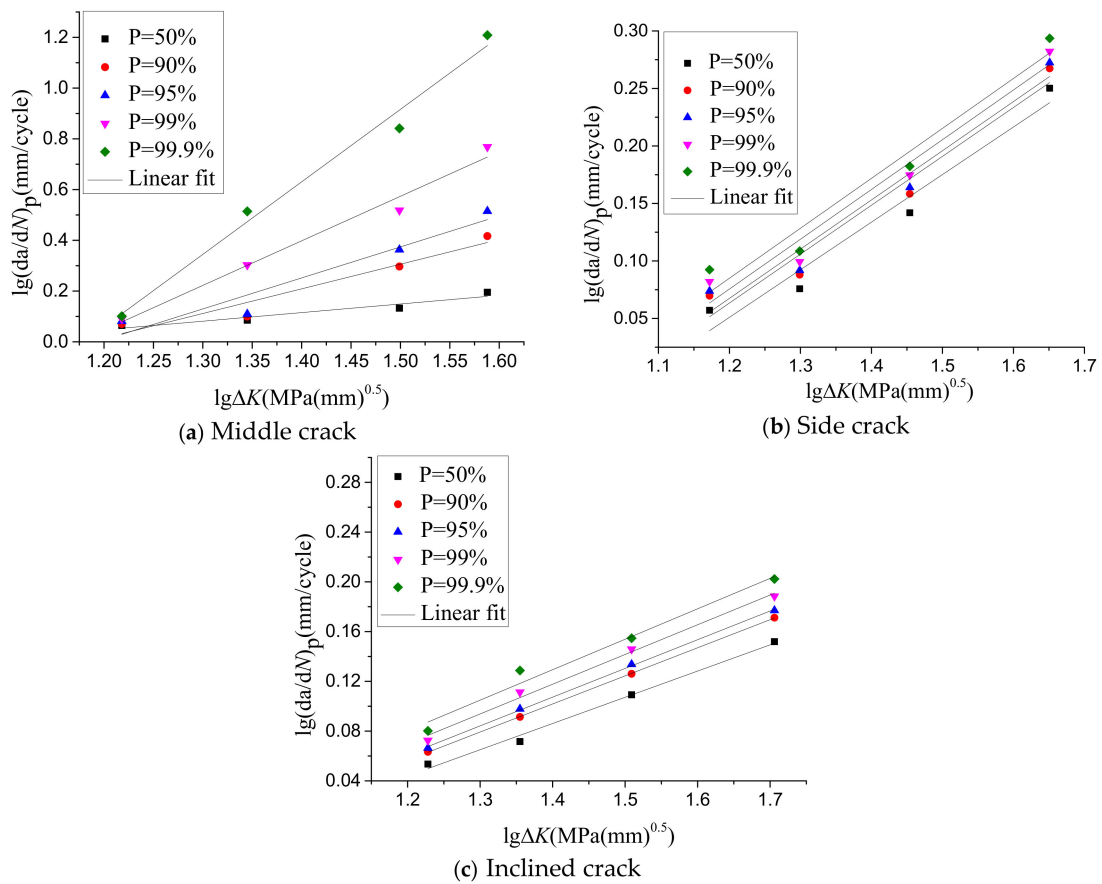 P=50%
P=90%
P=95%
P=99%
P=99.9%
Linear fit
1.2
1.0
0.8
0.6
0.4
0.2
0.0
lg(da/dN)p(mm/cycle)
1.20 1.25 1.30 1.35 1.40 1.45 1.50 1.55 1.60
lgΔK(MPa(mm)^0.5)
(a) Middle crack
P=50%
P=90%
P=95%
P=99%
P=99.9%
Linear fit
0.30
0.25
0.20
0.15
0.10
0.05
lg(da/dN)p(mm/cycle)
1.1 1.2 1.3 1.4 1.5 1.6 1.7
lgΔK(MPa(mm)^0.5)
(b) Side crack
P=50%
P=90%
P=95%
P=99%
P=99.9%
Linear fit
0.28
0.24
0.20
0.16
0.12
0.08
0.04
lg(da/dN)p(mm/cycle)
1.2 1.3 1.4 1.5 1.6 1.7
lgΔK(MPa(mm)^0.5)
(c) Inclined crack